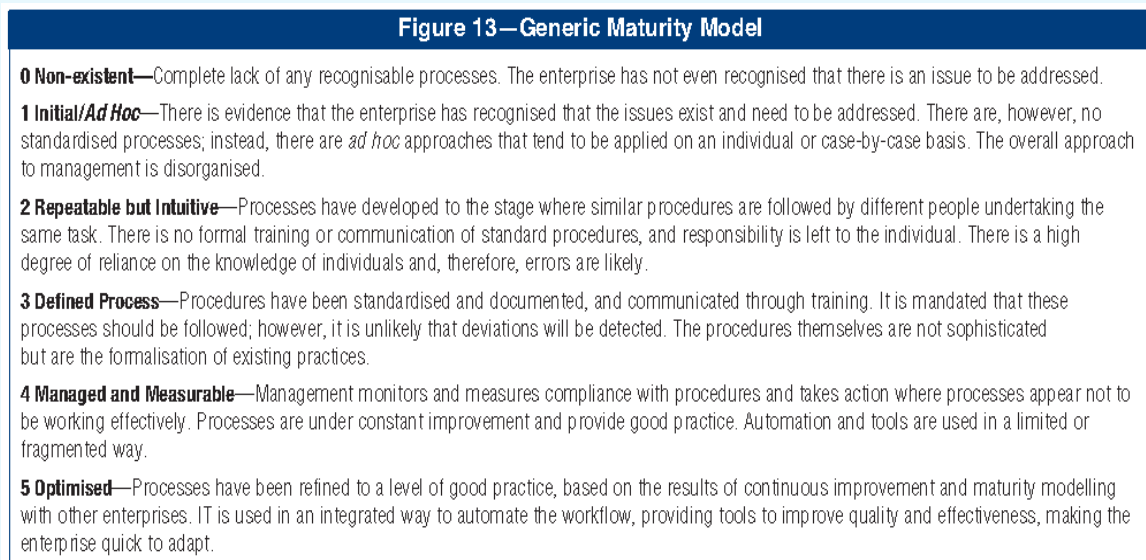 Figure 13—Generic Maturity Model
0 Non-existent—Complete lack of any recognisable processes. The enterprise has not even recognised that there is an issue to be addressed.
1 Initial/Ad Hoc—There is evidence that the enterprise has recognised that the issues exist and need to be addressed. There are, however, no
standardised processes; instead, there are ad hoc approaches that tend to be applied on an individual or case-by-case basis. The overall approach
to management is disorganised.
2 Repeatable but Intuitive—Processes have developed to the stage where similar procedures are followed by different people undertaking the
same task. There is no formal training or communication of standard procedures, and responsibility is left to the individual. There is a high
degree of reliance on the knowledge of individuals and, therefore, errors are likely.
3 Defined Process—Procedures have been standardised and documented, and communicated through training. It is mandated that these
processes should be followed; however, it is unlikely that deviations will be detected. The procedures themselves are not sophisticated
but are the formalisation of existing practices.
4 Managed and Measurable—Management monitors and measures compliance with procedures and takes action where processes appear not to
be working effectively. Processes are under constant improvement and provide good practice. Automation and tools are used in a limited or
fragmented way.
5 Optimised—Processes have been refined to a level of good practice, based on the results of continuous improvement and maturity modelling
with other enterprises. IT is used in an integrated way to automate the workflow, providing tools to improve quality and effectiveness, making the
enterprise quick to adapt.